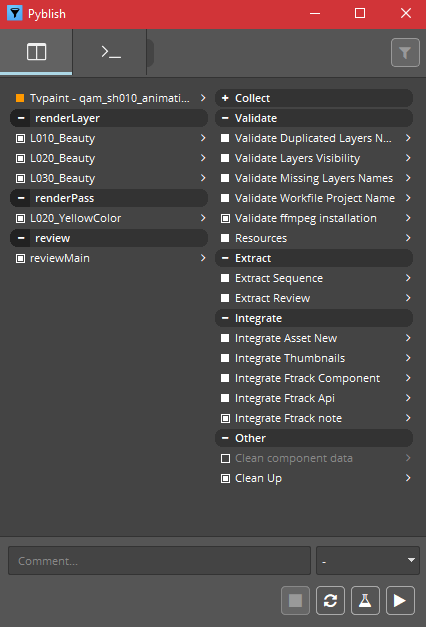 Pyblish
Tvpaint - qam_sh010_animati...
renderLayer
L010_Beauty
L020_Beauty
L030_Beauty
renderPass
L020_YellowColor
review
reviewMain
Collect
Validate
Validate Duplicated Layers N...
Validate Layers Visibility
Validate Missing Layers Names
Validate Workfile Project Name
Validate ffmpeg installation
Resources
Extract
Extract Sequence
Extract Review
Integrate
Integrate Asset New
Integrate Thumbnails
Integrate Ftrack Component
Integrate Ftrack Api
Integrate Ftrack note
Other
Clean component data
Clean Up
Comment...
-